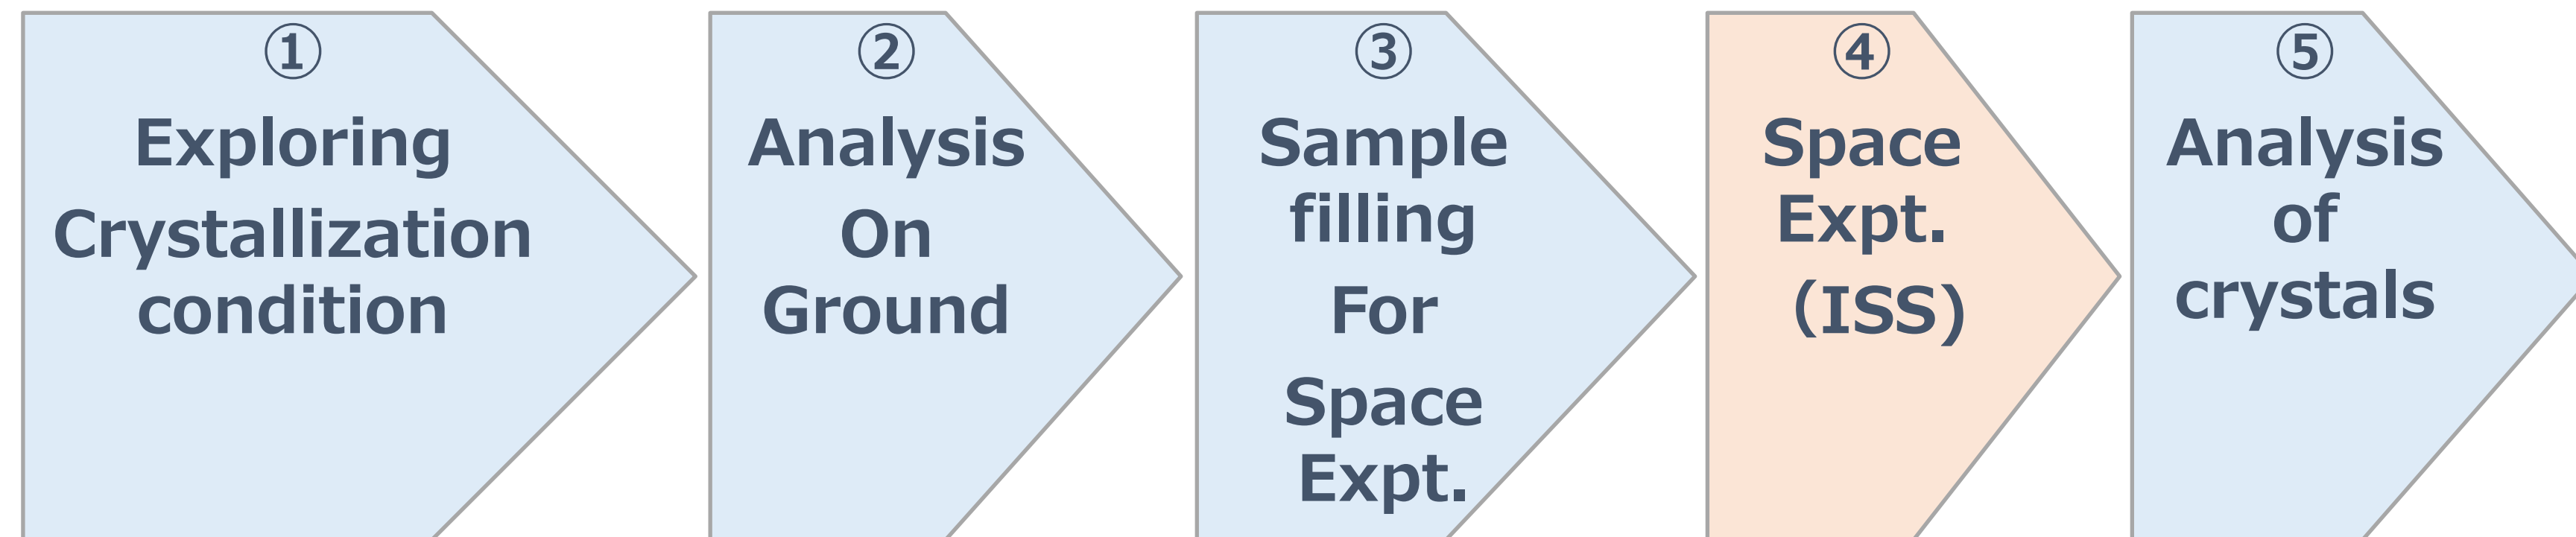 ①
Exploring
Crystallization
condition
②
Analysis
On
Ground
③
Sample
filling
For
Space
Expt.
④
Space
Expt.
（ISS)
⑤
Analysis
of
crystals